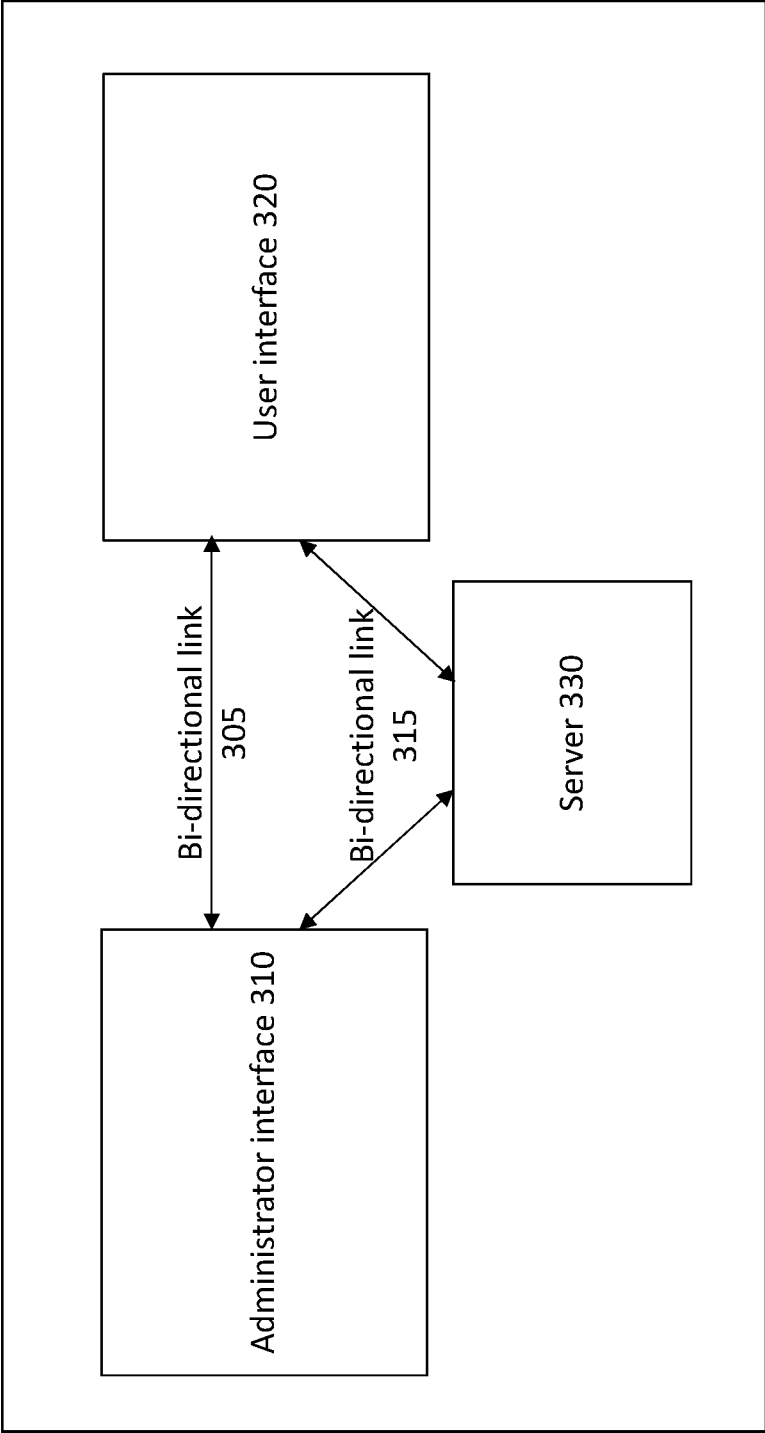 Administrator interface 310
Bi-directional link
305
User interface 320
Bi-directional link
315
Server 330